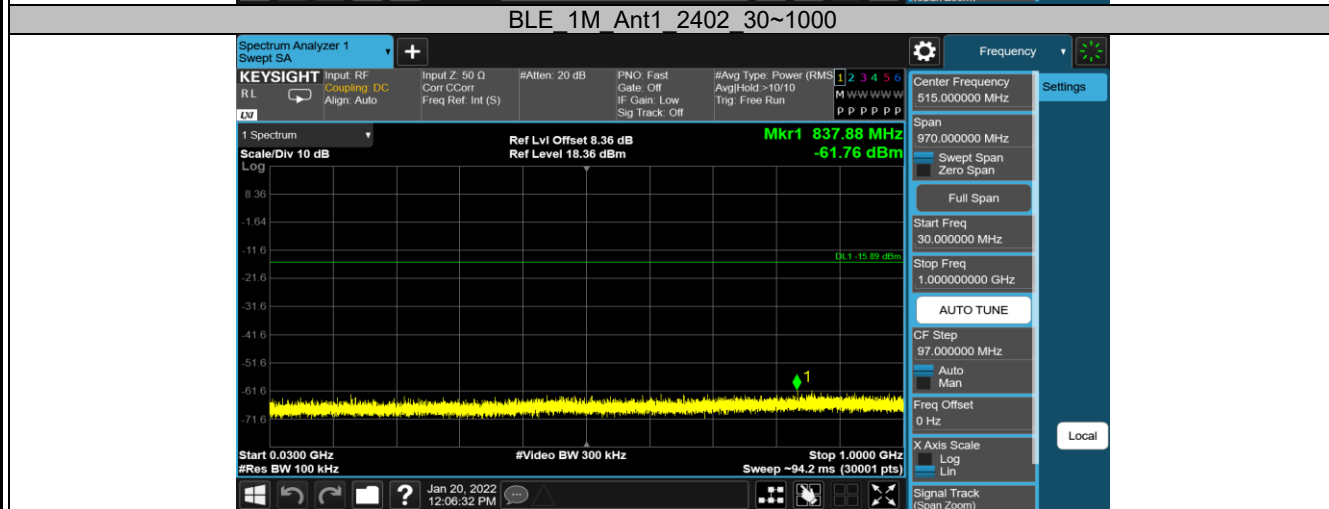 (Span Zoom)
BLE_1M_Ant1_2402_30~1000
Spectrum Analyzer 1
Swept SA
+
Frequency
KEYSIGHT
RL
LXI
Input: RF
Coupling: DC
Align: Auto
Input Z: 50 Ω
Corr CCorr
Freq Ref: Int (S)
#Atten: 20 dB
PNO: Fast
Gate: Off
IF Gain: Low
Sig Track: Off
#Avg Type: Power (RMS
Avg|Hold:>10/10
Trig: Free Run
1 2 3 4 5 6
M W W W W W
P P P P P P
1 Spectrum
Scale/Div 10 dB
Log
Ref Lvl Offset 8.36 dB
Ref Level 18.36 dBm
Mkr1 837.88 MHz
-61.76 dBm
8.36
-1.64
-11.6
DL1 -15.89 dBm
-21.6
-31.6
-41.6
-51.6
1
-61.6
-71.6
Start 0.0300 GHz
#Res BW 100 kHz
#Video BW 300 kHz
Stop 1.0000 GHz
Sweep ~94.2 ms (30001 pts)
?
Jan 20, 2022
12:06:32 PM
Center Frequency
515.000000 MHz
Settings
Span
970.000000 MHz
Swept Span
Zero Span
Full Span
Start Freq
30.000000 MHz
Stop Freq
1.000000000 GHz
AUTO TUNE
CF Step
97.000000 MHz
Auto
Man
Freq Offset
0 Hz
Local
X Axis Scale
Log
Lin
Signal Track
(Span Zoom)